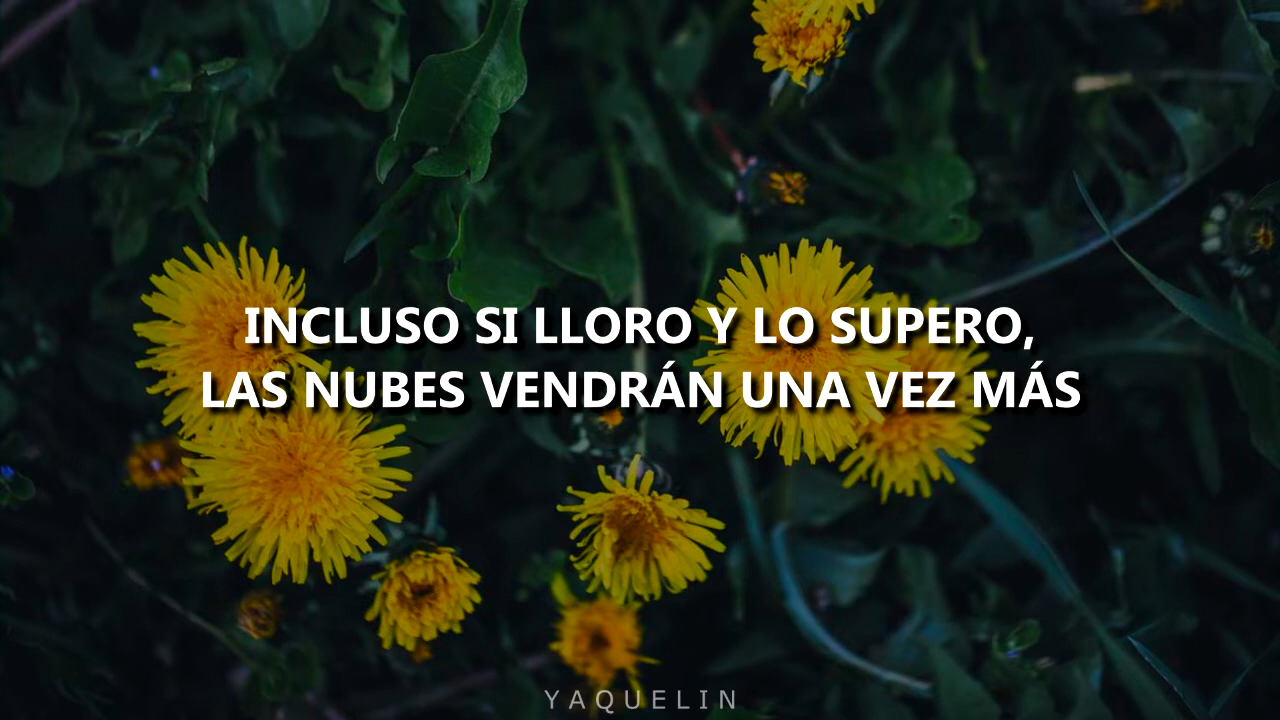 INCLUSO SI LLORO Y LO SUPERO,
LAS NUBES VENDRÁN UNA VEZ MÁS
YAQUELIN